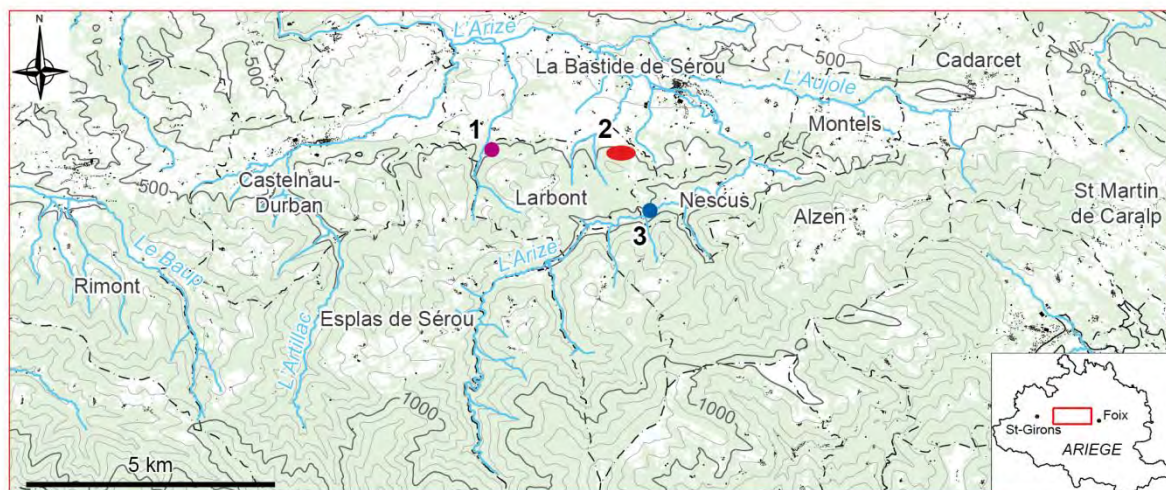 N
L'Arize
500
500
La Bastide de Sérou
Cadarcet
L'Aujole
1
2
Montels
500
Castelnau-
Durban
Larbont
Nescus
Alzen
St Martin
de Caralp
3
Le Baup
L'Arize
Rimont
L'Artillac
Esplas de Sérou
1000
1000
5 km
St-Girons
Foix
ARIEGE